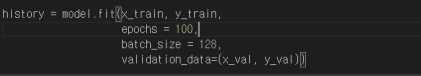 history = model.fit(x_train, y_train,
epochs = 100,
batch_size = 128,
validation_data=(x_val, y_val))